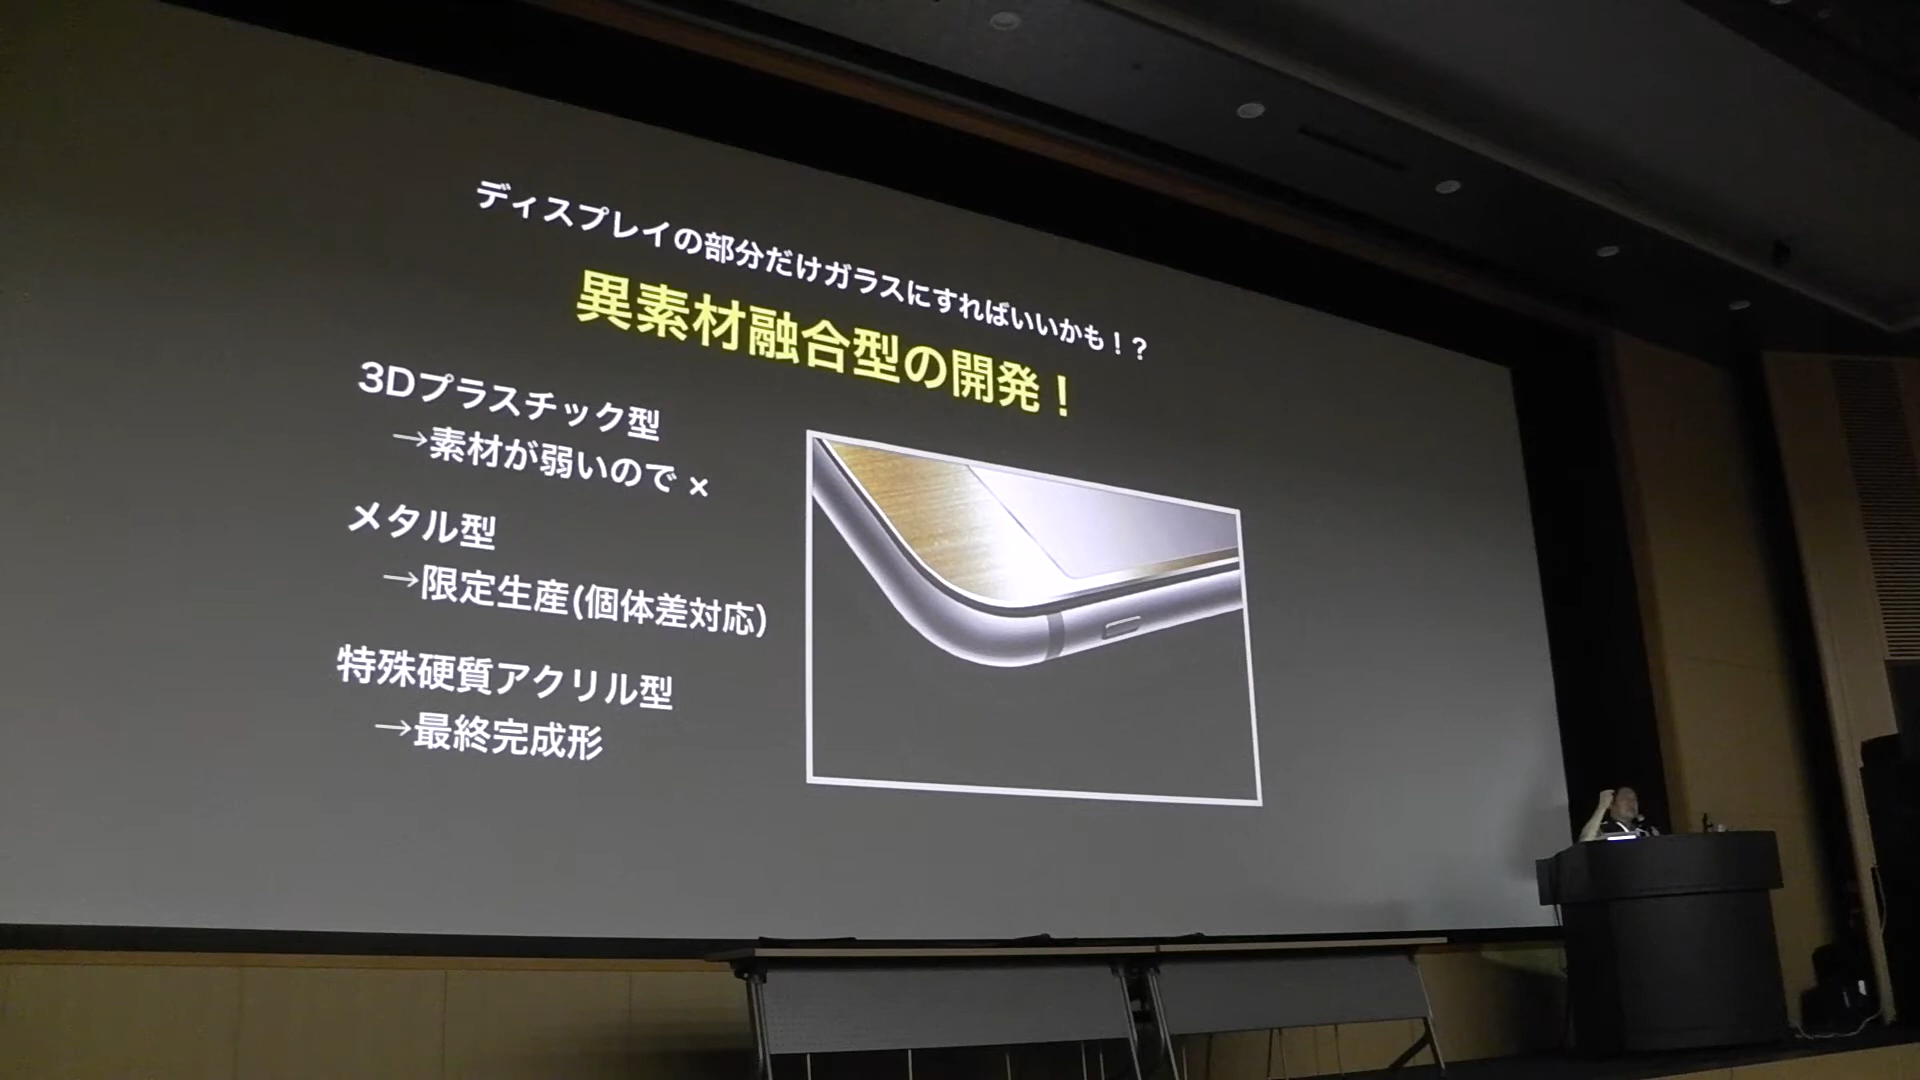 ディスプレイの部分だけガラスにすればいいかも！？
異素材融合型の開発！
3Dプラスチック型
→素材が弱いので ×
メタル型
→限定生産(個体差対応)
特殊硬質アクリル型
→最終完成形